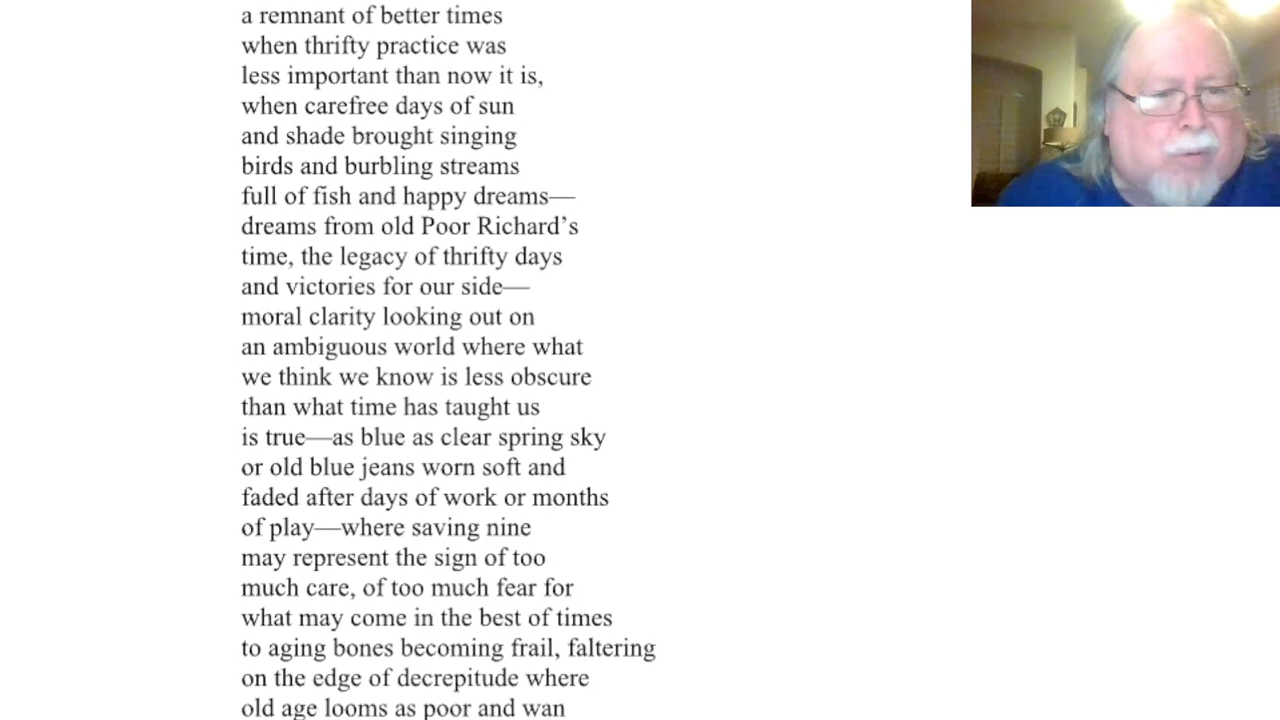 a remnant of better times
when thrifty practice was
less important than now it is,
when carefree days of sun
and shade brought singing
birds and burbling streams
full of fish and happy dreams—
dreams from old Poor Richard’s
time, the legacy of thrifty days
and victories for our side—
moral clarity looking out on
an ambiguous world where what
we think we know is less obscure
than what time has taught us
is true—as blue as clear spring sky
or old blue jeans worn soft and
faded after days of work or months
of play—where saving nine
may represent the sign of too
much care, of too much fear for
what may come in the best of times
to aging bones becoming frail, faltering
on the edge of decrepitude where
old age looms as poor and wan